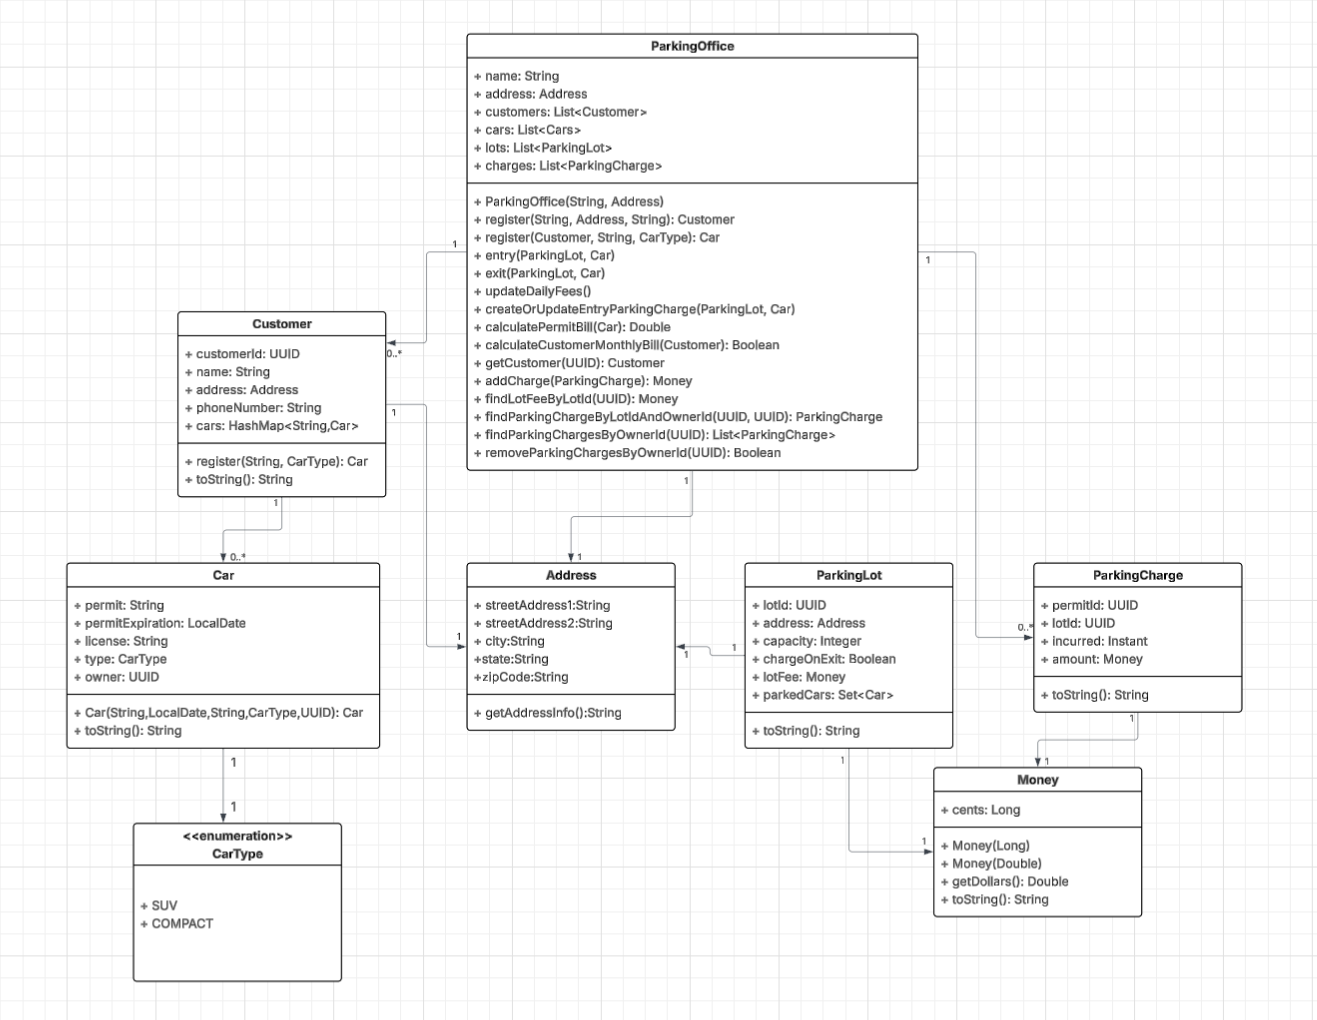 ParkingOffice
+ name: String
+ address: Address
+ customers: List<Customer>
+ cars: List<Cars>
+ lots: List<ParkingLot>
+ charges: List<ParkingCharge>
+ ParkingOffice(String, Address)
+ register(String, Address, String): Customer
+ register(Customer, String, CarType): Car
+ entry(ParkingLot, Car)
+ exit(ParkingLot, Car)
+ updateDailyFees()
+ createOrUpdateEntryParkingCharge(ParkingLot, Car)
+ calculatePermitBill(Car): Double
+ calculateCustomerMonthlyBill(Customer): Boolean
+ getCustomer(UUID): Customer
+ addCharge(ParkingCharge): Money
+ findLotFeeByLotId(UUID): Money
+ findParkingChargeByLotIdAndOwnerId(UUID, UUID): ParkingCharge
+ findParkingChargesByOwnerId(UUID): List<ParkingCharge>
+ removeParkingChargesByOwnerId(UUID): Boolean
1
1
Customer
+ customerId: UUID
+ name: String
+ address: Address
+ phoneNumber: String
+ cars: HashMap<String,Car>
+ register(String, CarType): Car
+ toString(): String
0..*
1
1
1
0..*
1
1
Car
+ permit: String
+ permitExpiration: LocalDate
+ license: String
+ type: CarType
+ owner: UUID
+ Car(String,LocalDate,String,CarType,UUID): Car
+ toString(): String
1
Address
+ streetAddress1:String
+ streetAddress2:String
+ city:String
+state:String
+zipCode:String
+ getAddressInfo():String
1
1
ParkingLot
+ lotId: UUID
+ address: Address
+ capacity: Integer
+ chargeOnExit: Boolean
+ lotFee: Money
+ parkedCars: Set<Car>
+ toString(): String
0..*
ParkingCharge
+ permitId: UUID
+ lotId: UUID
+ incurred: Instant
+ amount: Money
+ toString(): String
1
1
1
1
1
1
<<enumeration>>
CarType
+ SUV
+ COMPACT
Money
+ cents: Long
+ Money(Long)
+ Money(Double)
+ getDollars(): Double
+ toString(): String